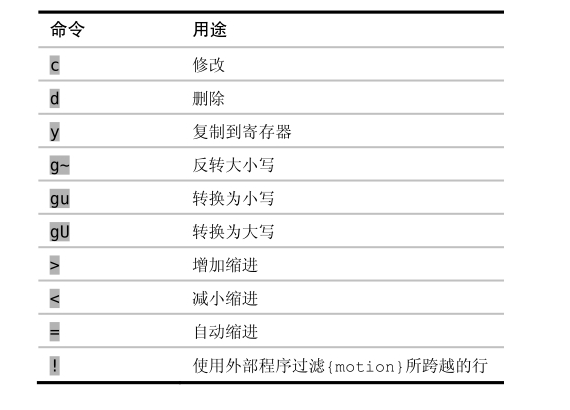 命令 用途
c 修改
d 删除
y 复制到寄存器
g~ 反转大小写
gu 转换为小写
gU 转换为大写
> 增加缩进
< 减小缩进
= 自动缩进
! 使用外部程序过滤{motion}所跨越的行